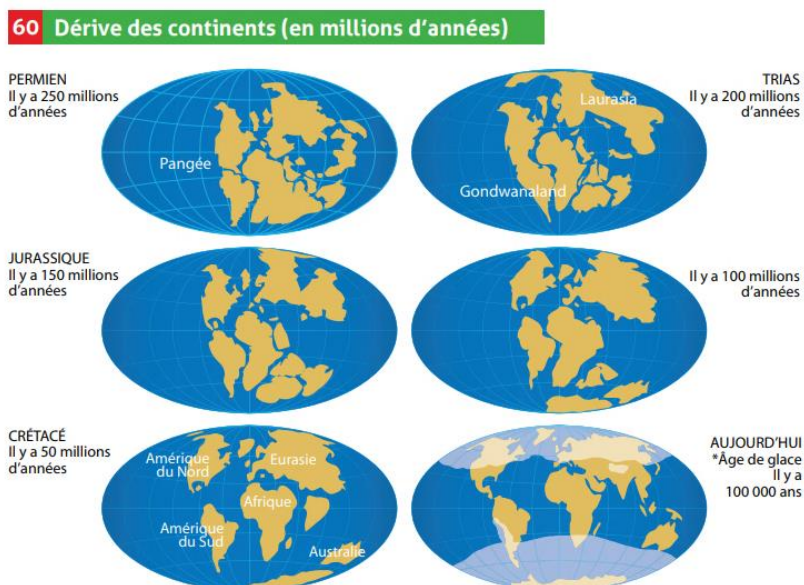 60 Dérive des continents (en millions d'années)
PERMIEN
Il y a 250 millions
d'années
Pangée
TRIAS
Il y a 200 millions
d'années
Laurasia
Gondwanaland
JURASSIQUE
Il y a 150 millions
d'années
Il y a 100 millions
d'années
CRÉTACÉ
Il y a 50 millions
d'années
Amérique
du Nord
Eurasie
Afrique
Amérique
du Sud
Australie
AUJOURD'HUI
*Âge de glace
Il y a
100 000 ans